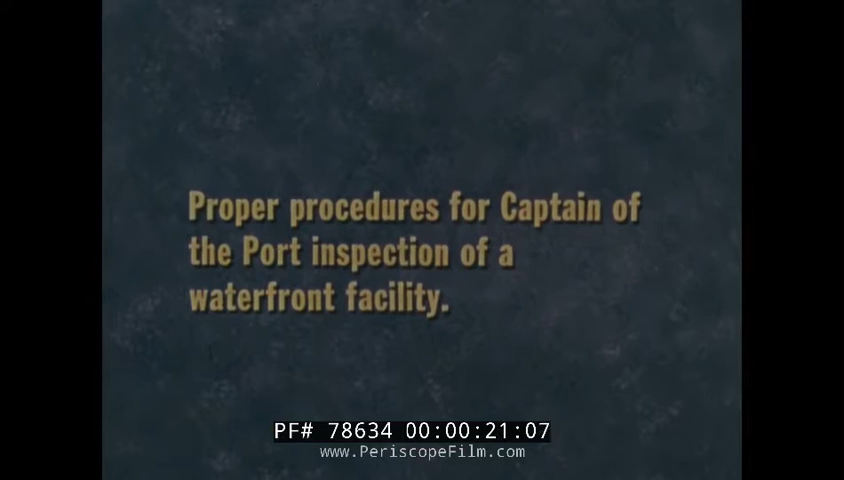 Proper procedures for Captain of
the Port inspection of a
waterfront facility.
PF# 78634 00:00:21:07
www.PeriscopeFilm.com